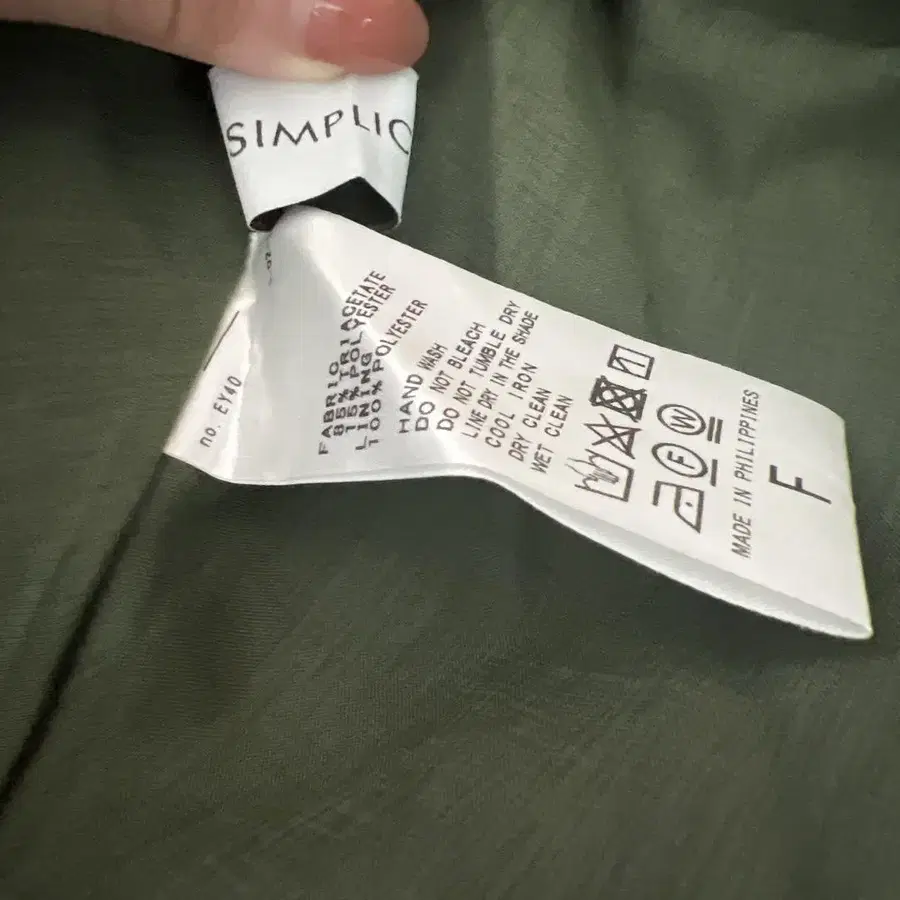 SIMPLIC
FABRIC
85% TRIACETATE
15% POLYESTER
LINING
100% POLYESTER
HAND WASH
DO NOT BLEACH
DO NOT TUMBLE DRY
LINE DRY IN THE SHADE
COOL IRON
DRY CLEAN
WET CLEAN
F W
MADE IN PHILIPPINES
F
no. EY40